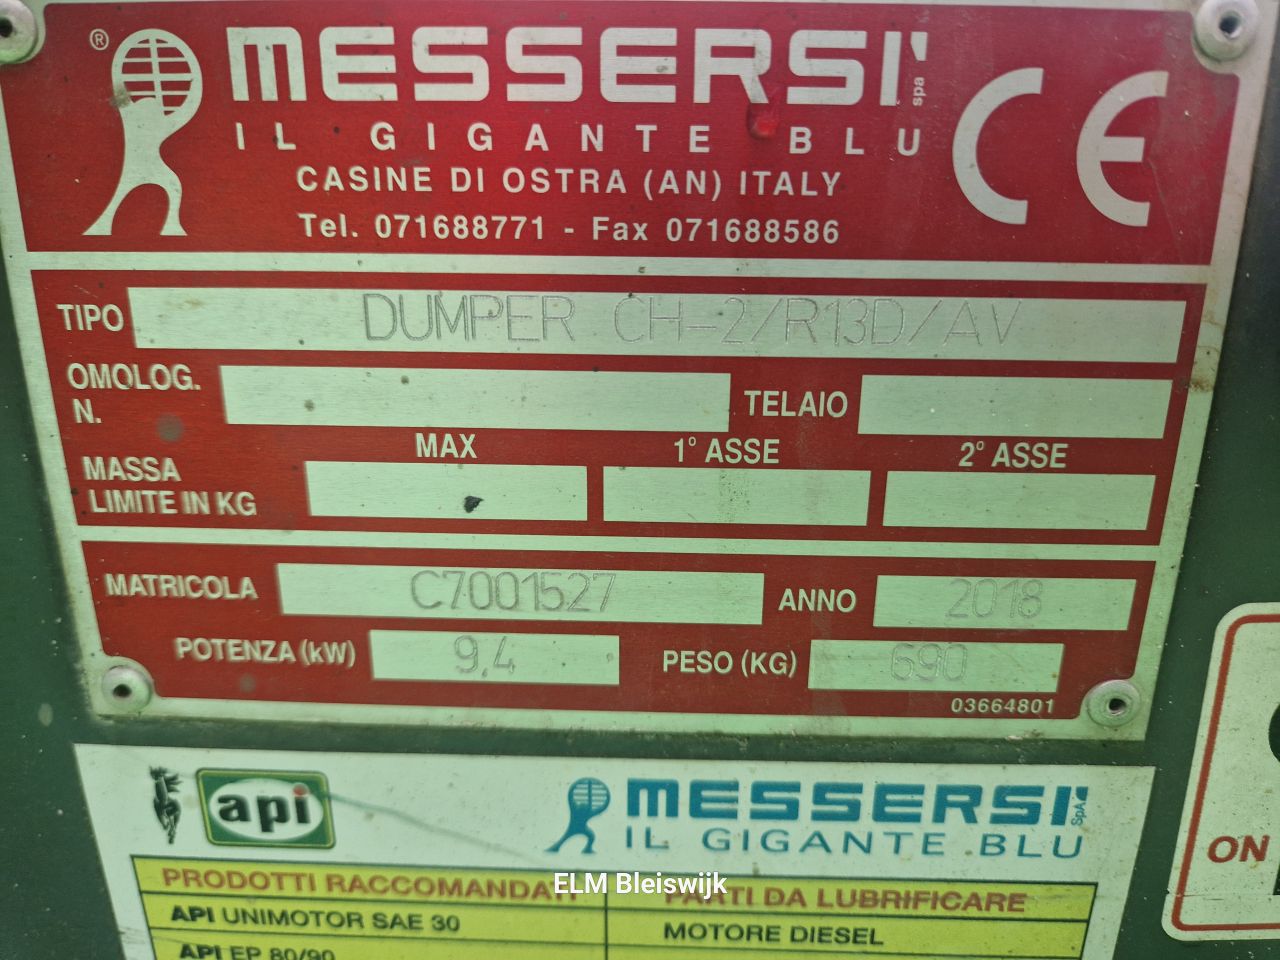 ® MESSERSI' spa
IL GIGANTE BLU
CASINE DI OSTRA (AN) ITALY
Tel. 071688771 - Fax 071688586
CE
TIPO DUMPER CH-2/R13D/AV
OMOLOG. N. TELAIO
MAX 1° ASSE 2° ASSE
MASSA LIMITE IN KG
MATRICOLA C7001527 ANNO 2018
POTENZA (kW) 9,4 PESO (KG) 690
03664801
api MESSERSI' SpA
IL GIGANTE BLU
PRODOTTI RACCOMANDATI PARTI DA LUBRIFICARE
ELM Bleiswijk
API UNIMOTOR SAE 30 MOTORE DIESEL
API EP 80/90
ON